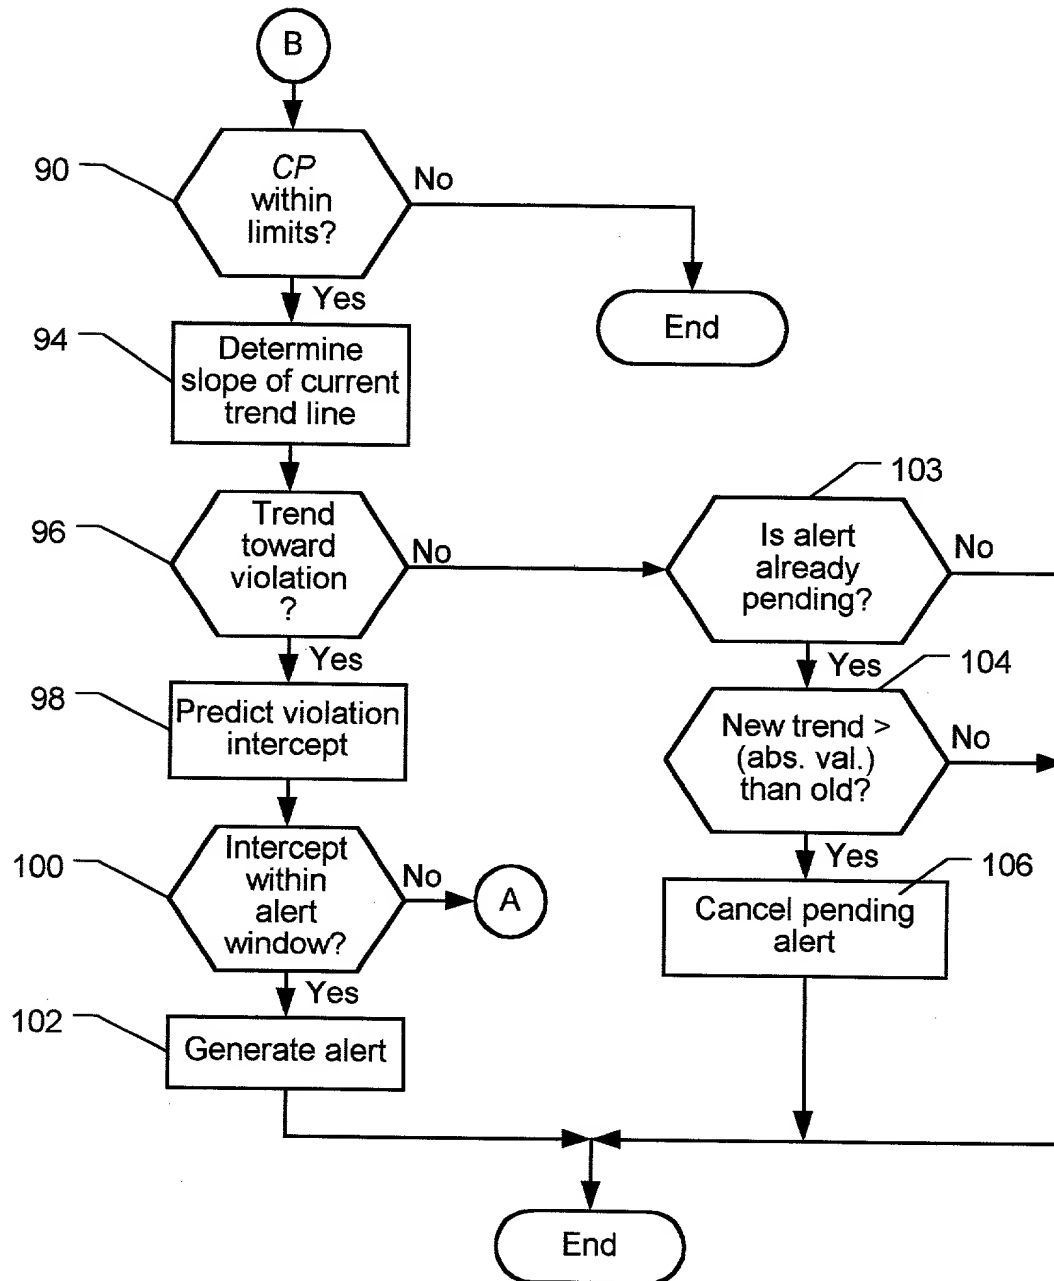 B
90
CP
within
limits?
No
Yes
End
94
Determine
slope of current
trend line
96
Trend
toward
violation
?
No
Yes
103
Is alert
already
pending?
No
Yes
98
Predict violation
intercept
104
New trend >
(abs. val.)
than old?
No
Yes
100
Intercept
within
alert
window?
No
A
Yes
106
Cancel pending
alert
102
Generate alert
End